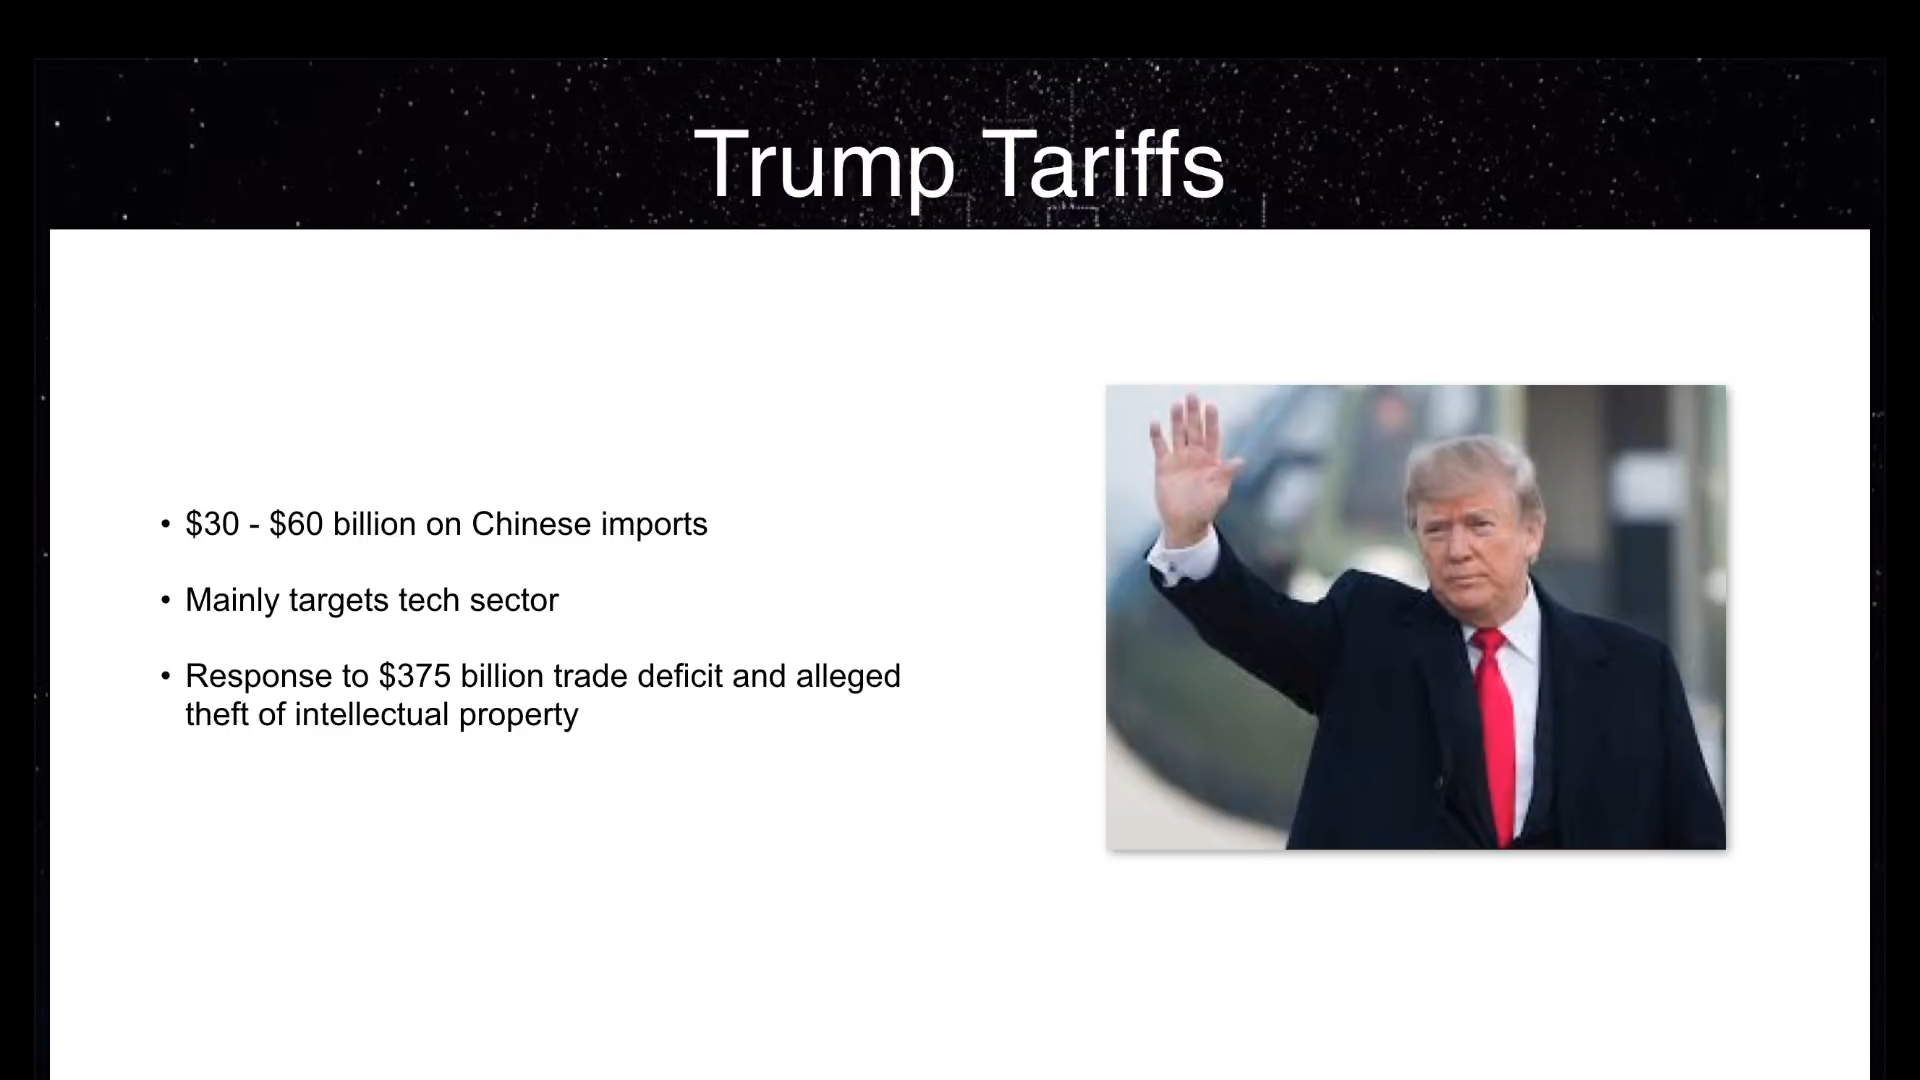 Trump Tariffs
• $30 - $60 billion on Chinese imports
• Mainly targets tech sector
• Response to $375 billion trade deficit and alleged
theft of intellectual property